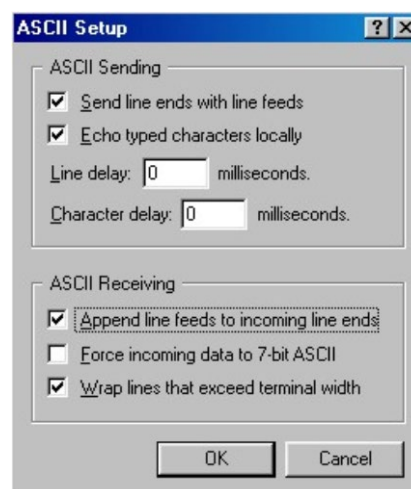 ASCII Setup
ASCII Sending
Send line ends with line feeds
Echo typed characters locally
Line delay: 0 milliseconds.
Character delay: 0 milliseconds.
ASCII Receiving
Append line feeds to incoming line ends
Force incoming data to 7-bit ASCII
Wrap lines that exceed terminal width
OK Cancel